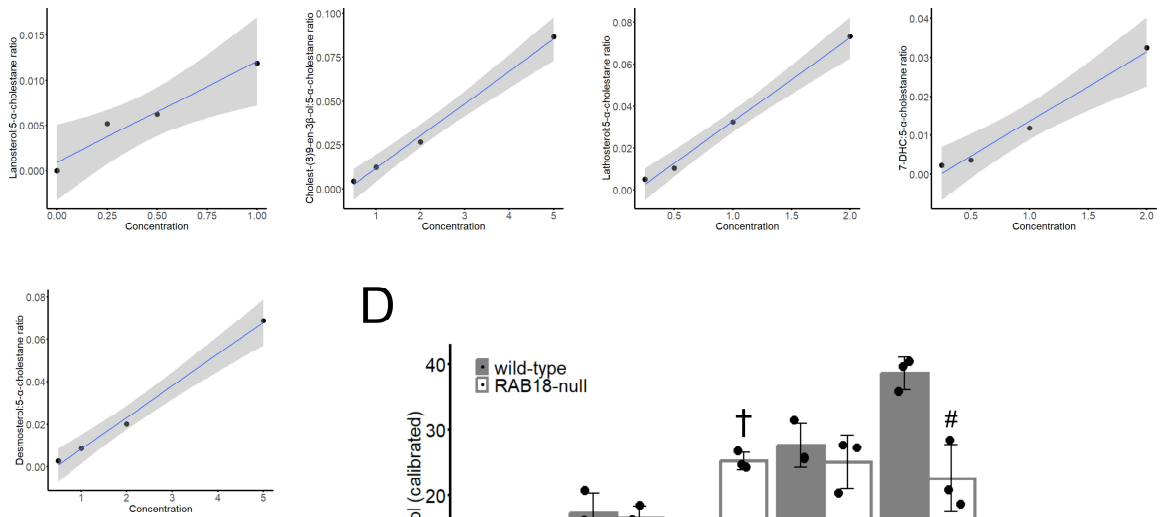 Lanosterol:5-α-cholestane ratio
0.015
0.010
0.005
0.000
0.00 0.25 0.50 0.75 1.00
Concentration
Cholest-(8)9-en-3β-ol:5-α-cholestane ratio
0.100
0.075
0.050
0.025
0.000
1 2 3 4 5
Concentration
Lathosterol:5-α-cholestane ratio
0.08
0.06
0.04
0.02
0.00
0.5 1.0 1.5 2.0
Concentration
7-DHC:5-α-cholestane ratio
0.04
0.03
0.02
0.01
0.00
0.5 1.0 1.5 2.0
Concentration
Desmosterol:5-α-cholestane ratio
0.08
0.06
0.04
0.02
0.00
1 2 3 4 5
Concentration
D
(calibrated)
40
30
20
wild-type
RAB18-null
†
#